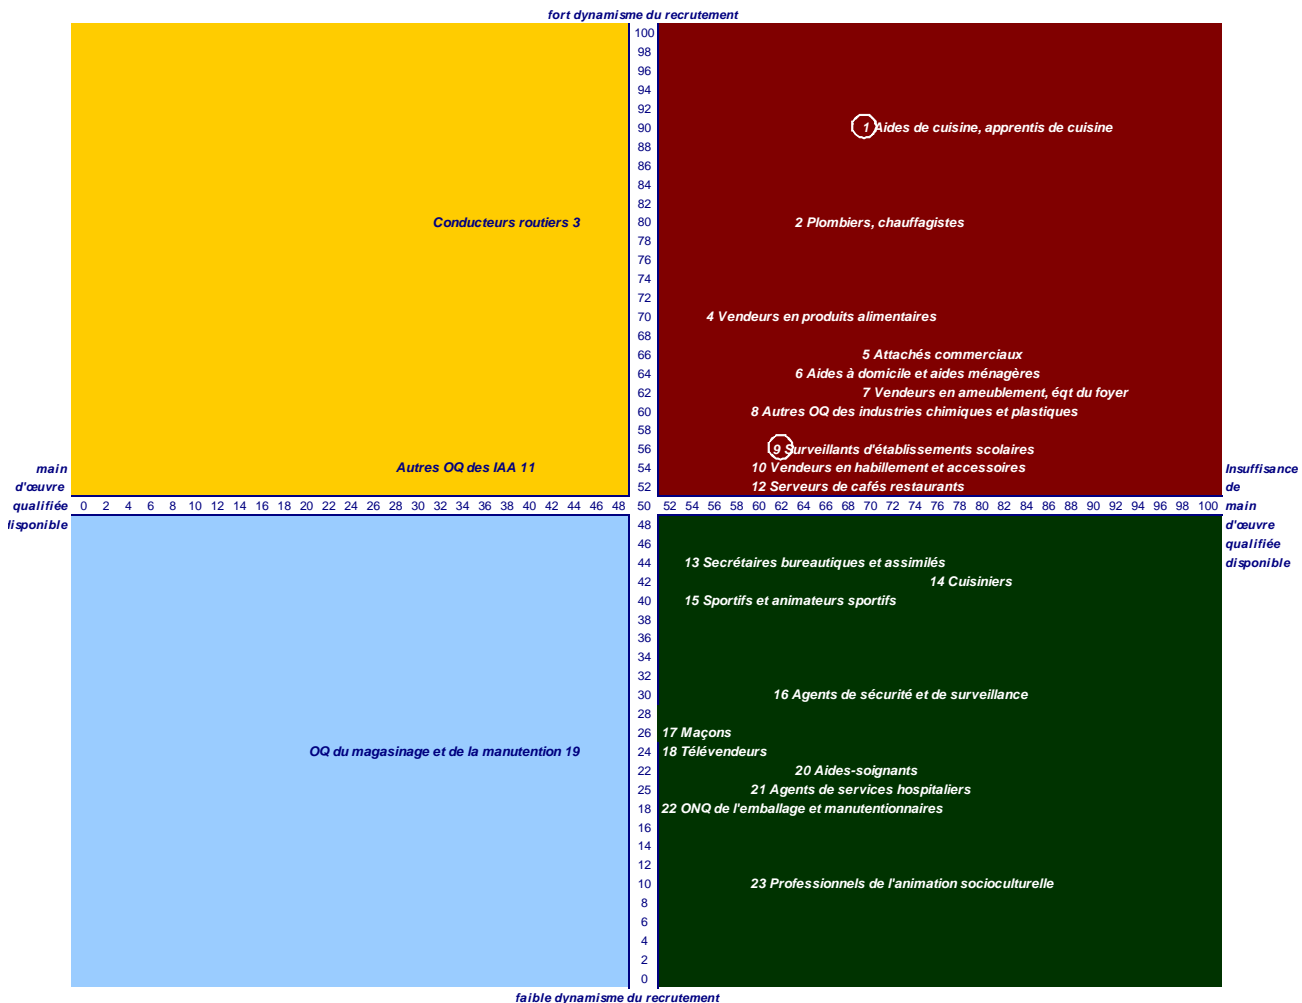 fort dynamisme du recrutement
100
98
96
94
92
90
1 Aides de cuisine, apprentis de cuisine
88
86
84
82
Conducteurs routiers 3
80
2 Plombiers, chauffagistes
78
76
74
72
70
4 Vendeurs en produits alimentaires
68
66
5 Attachés commerciaux
64
6 Aides à domicile et aides ménagères
62
7 Vendeurs en ameublement, éqt du foyer
60
8 Autres OQ des industries chimiques et plastiques
58
56
9 Surveillants d'établissements scolaires
main
Autres OQ des IAA 11
54
10 Vendeurs en habillement et accessoires
Insuffisance
d'œuvre
52
12 Serveurs de cafés restaurants
de
qualifiée
0 2 4 6 8 10 12 14 16 18 20 22 24 26 28 30 32 34 36 38 40 42 44 46 48 50 52 54 56 58 60 62 64 66 68 70 72 74 76 78 80 82 84 86 88 90 92 94 96 98 100
main
disponible
48
d'œuvre
46
qualifiée
44
13 Secrétaires bureautiques et assimilés
disponible
42
14 Cuisiniers
40
15 Sportifs et animateurs sportifs
38
36
34
32
30
16 Agents de sécurité et de surveillance
28
26
17 Maçons
OQ du magasinage et de la manutention 19
24
18 Télévendeurs
22
20 Aides-soignants
25
21 Agents de services hospitaliers
18
22 ONQ de l'emballage et manutentionnaires
16
14
12
10
23 Professionnels de l'animation socioculturelle
8
6
4
2
0
faible dynamisme du recrutement